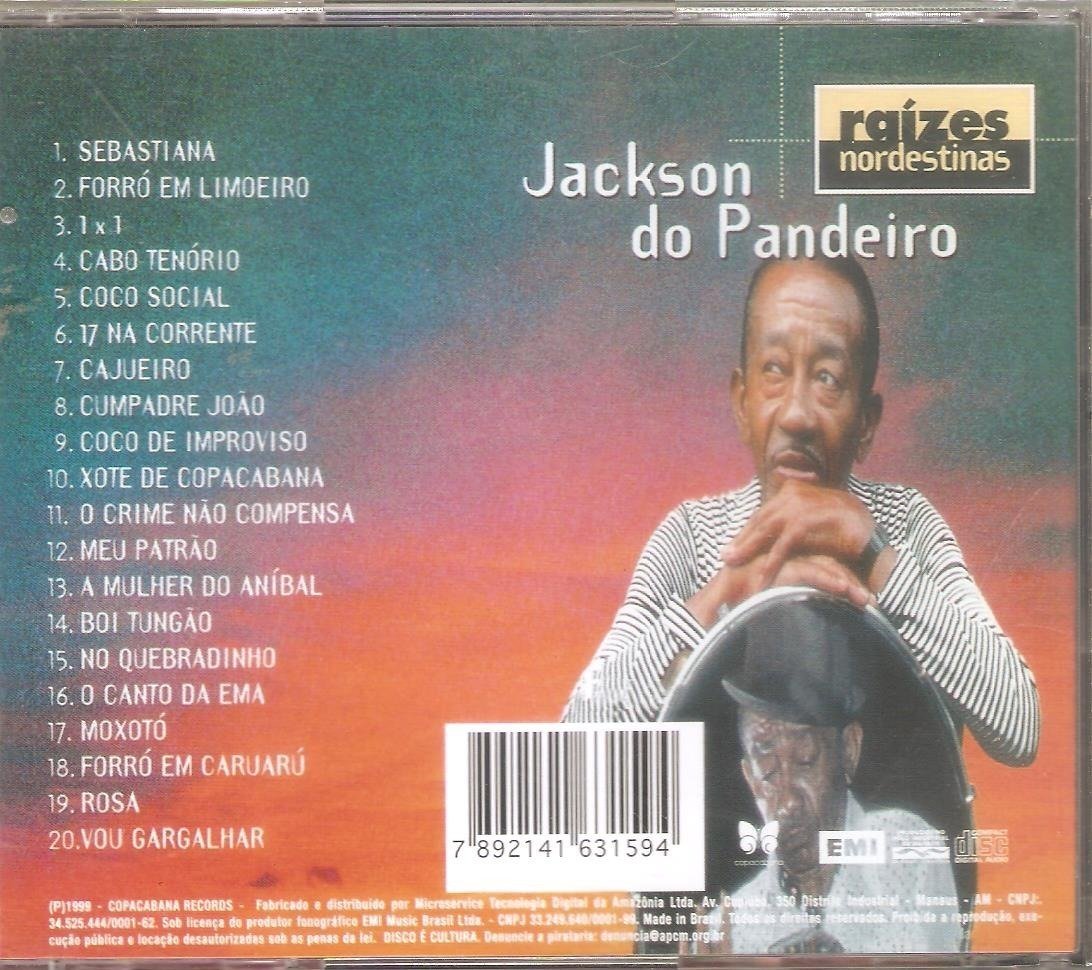 raízes
nordestinas
Jackson
do Pandeiro
1. SEBASTIANA
2. FORRÓ EM LIMOEIRO
3. 1 x 1
4. CABO TENÓRIO
5. COCO SOCIAL
6. 17 NA CORRENTE
7. CAJUEIRO
8. CUMPADRE JOÃO
9. COCO DE IMPROVISO
10. XOTE DE COPACABANA
11. O CRIME NÃO COMPENSA
12. MEU PATRÃO
13. A MULHER DO ANÍBAL
14. BOI TUNGÃO
15. NO QUEBRADINHO
16. O CANTO DA EMA
17. MOXOTÓ
18. FORRÓ EM CARUARÚ
19. ROSA
20. VOU GARGALHAR
7 892141 631594
copacabana
EMI
COMPACT
disc
DIGITAL AUDIO
(P)1999 - COPACABANA RECORDS - Fabricado e distribuido por Microservice Tecnologia Digital da Amazônia Ltda. Av. 350 Distrito Industrial - Manaus - AM - CNPJ:
34.525.444/0001-62. Sob licença do produtor fonográfico EMI Music Brasil Ltda. - CNPJ 33.249.640/0001- Made in Brazil. Todos os direitos reservados. Proibida a reprodução, exe-
cução pública e locação desautorizadas sob as penas da lei. DISCO É CULTURA. Denuncie a pirataria: denuncia@apcm.org.br